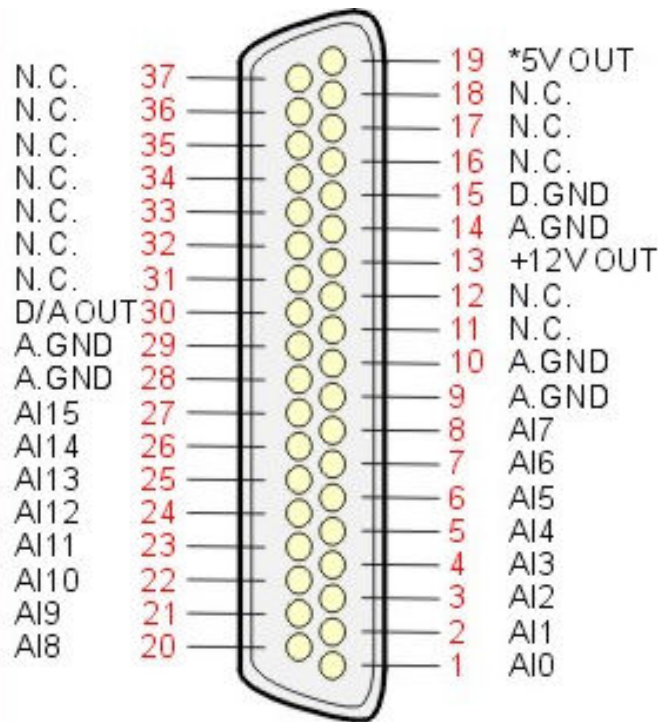 19 *5V OUT
N.C. 37
18 N.C.
N.C. 36
17 N.C.
N.C. 35
16 N.C.
N.C. 34
15 D.GND
N.C. 33
14 A.GND
N.C. 32
13 +12V OUT
N.C. 31
12 N.C.
D/A OUT 30
11 N.C.
A.GND 29
10 A.GND
A.GND 28
9 A.GND
AI15 27
8 AI7
AI14 26
7 AI6
AI13 25
6 AI5
AI12 24
5 AI4
AI11 23
4 AI3
AI10 22
3 AI2
AI9 21
2 AI1
AI8 20
1 AI0